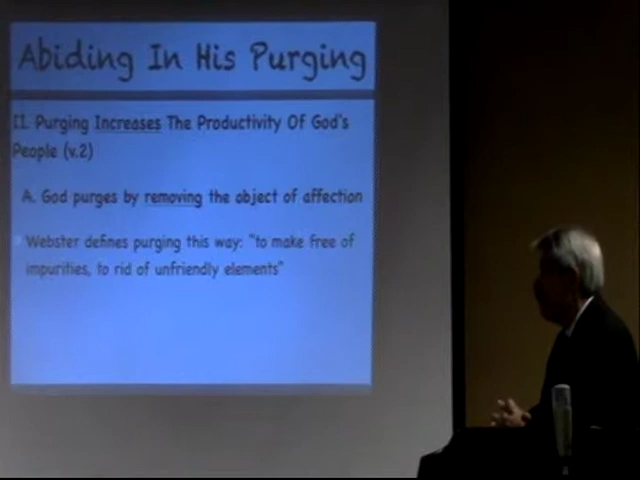 Abiding In His Purging
II. Purging Increases The Productivity Of God's
People (v.2)
A. God purges by removing the object of affection
Webster defines purging this way: "to make free of
impurities, to rid of unfriendly elements"